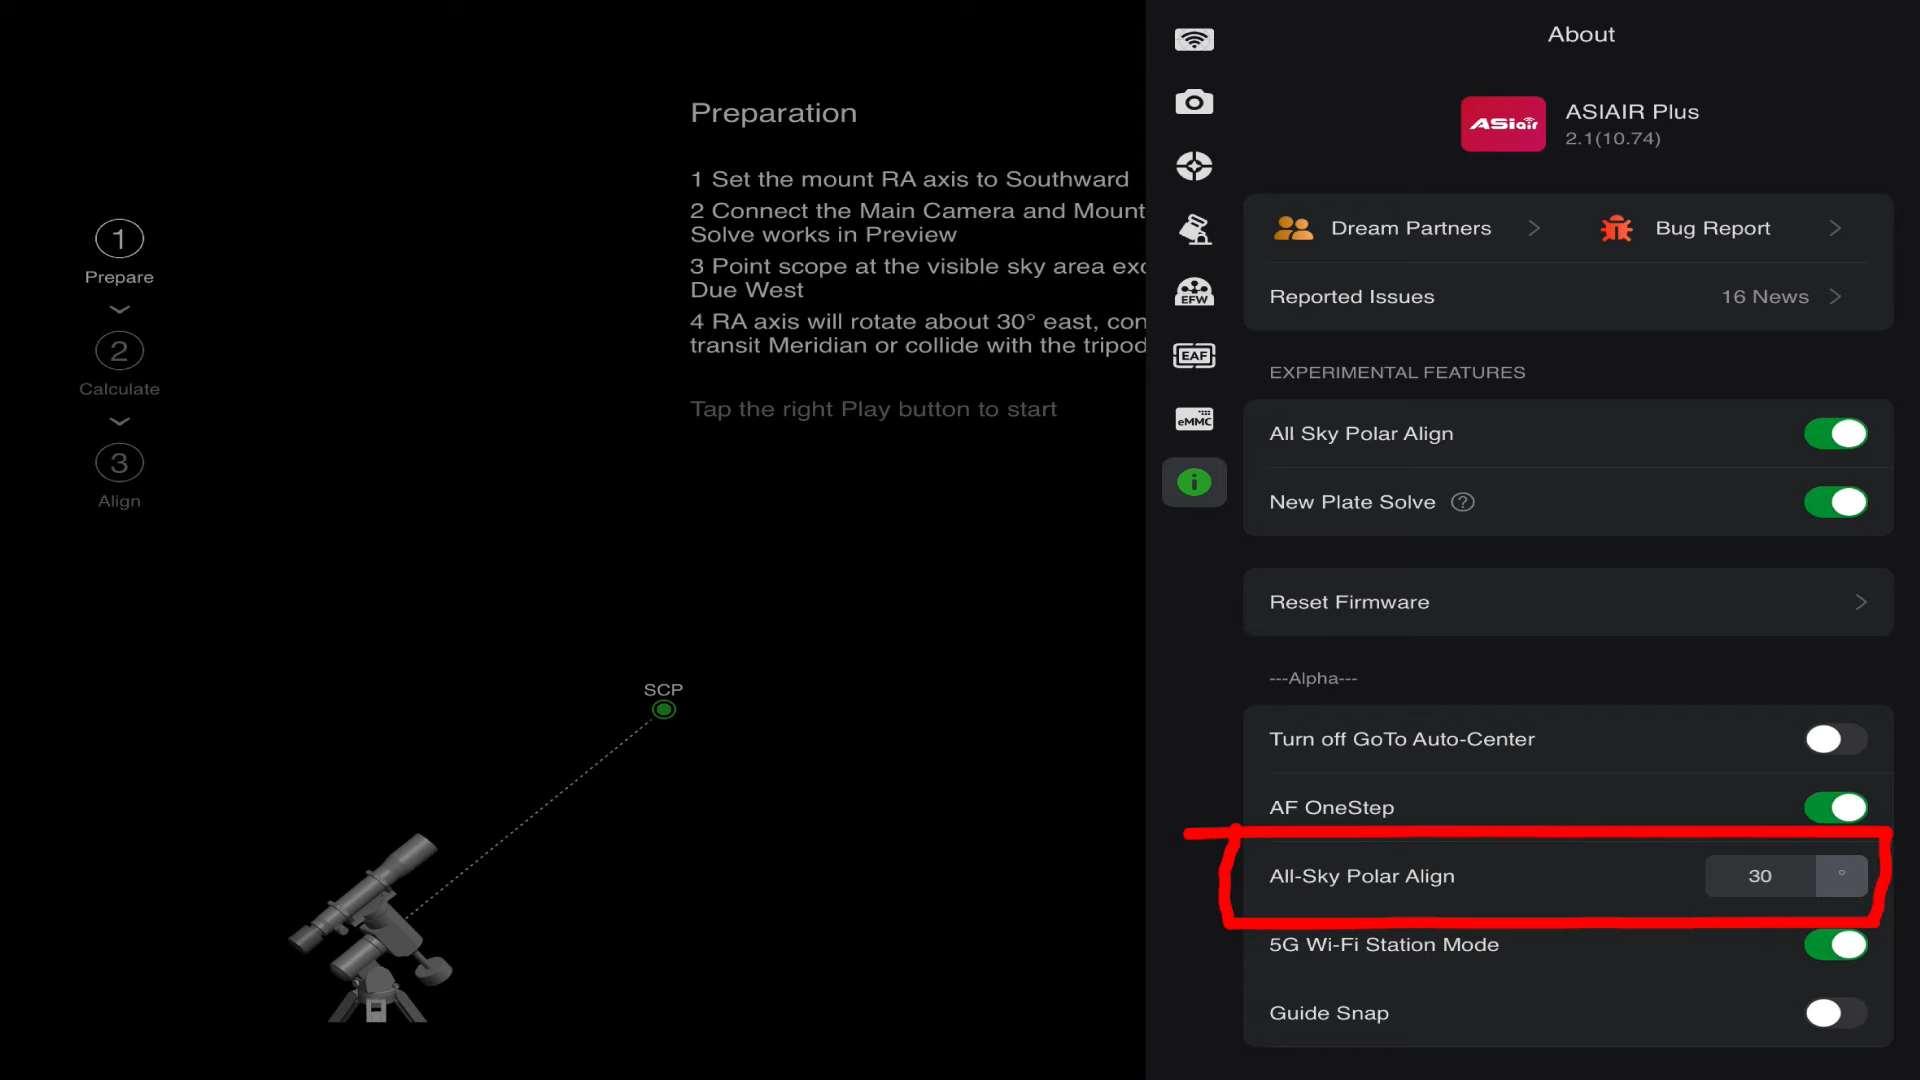 Preparation
1 Set the mount RA axis to Southward
2 Connect the Main Camera and Mount
Solve works in Preview
3 Point scope at the visible sky area
Due West
4 RA axis will rotate about 30° east,
transit Meridian or collide with the tripod
Tap the right Play button to start
1
Prepare
2
Calculate
3
Align
SCP
About
ASiair
ASIAIR Plus
2.1(10.74)
Dream Partners
Bug Report
Reported Issues
16 News
EXPERIMENTAL FEATURES
All Sky Polar Align
New Plate Solve ?
Reset Firmware
---Alpha---
Turn off GoTo Auto-Center
AF OneStep
All-Sky Polar Align
30 °
5G Wi-Fi Station Mode
Guide Snap
EFW
EAF
eMMC
i